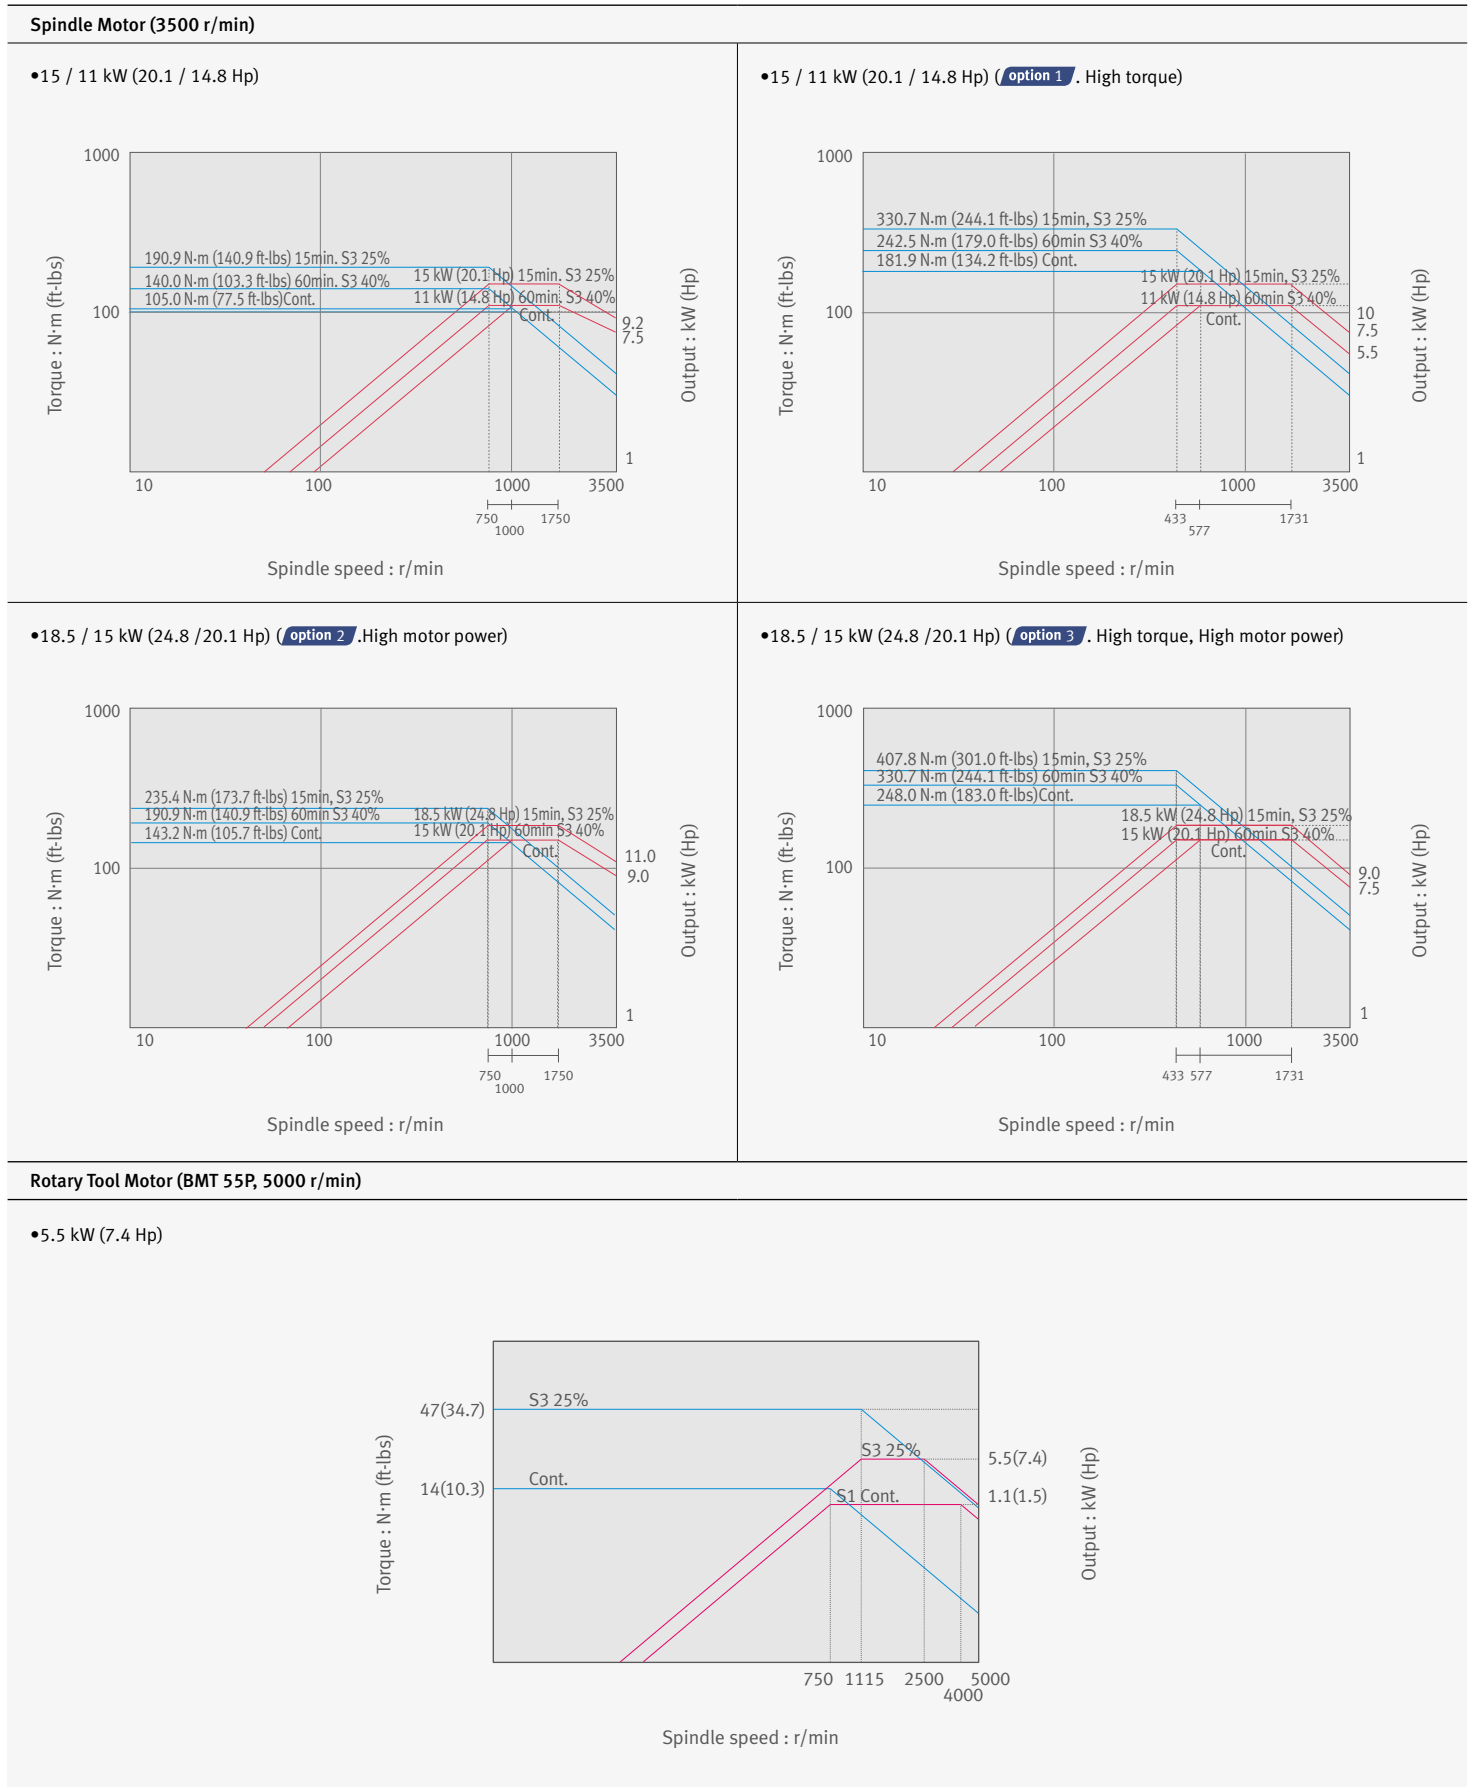 Spindle Motor (3500 r/min)
•15 / 11 kW (20.1 / 14.8 Hp)
1000
100
Torque : N·m (ft-lbs)
190.9 N·m (140.9 ft-lbs) 15min. S3 25%
140.0 N·m (103.3 ft-lbs) 60min. S3 40%
105.0 N·m (77.5 ft-lbs)Cont.
15 kW (20.1 Hp) 15min. S3 25%
11 kW (14.8 Hp) 60min. S3 40%
Cont.
9.2
7.5
1
Output : kW (Hp)
10 100 1000 3500
750 1750
1000
Spindle speed : r/min
•15 / 11 kW (20.1 / 14.8 Hp) (option 1. High torque)
1000
100
Torque : N·m (ft-lbs)
330.7 N·m (244.1 ft-lbs) 15min, S3 25%
242.5 N·m (179.0 ft-lbs) 60min S3 40%
181.9 N·m (134.2 ft-lbs) Cont.
15 kW (20.1 Hp) 15min, S3 25%
11 kW (14.8 Hp) 60min S3 40%
Cont.
10
7.5
5.5
1
Output : kW (Hp)
10 100 1000 3500
433 1731
577
Spindle speed : r/min
•18.5 / 15 kW (24.8 /20.1 Hp) (option 2.High motor power)
1000
100
Torque : N·m (ft-lbs)
235.4 N·m (173.7 ft-lbs) 15min, S3 25%
190.9 N·m (140.9 ft-lbs) 60min S3 40%
143.2 N·m (105.7 ft-lbs) Cont.
18.5 kW (24.8 Hp) 15min, S3 25%
15 kW (20.1 Hp) 60min S3 40%
Cont.
11.0
9.0
1
Output : kW (Hp)
10 100 1000 3500
750 1750
1000
Spindle speed : r/min
•18.5 / 15 kW (24.8 /20.1 Hp) (option 3. High torque, High motor power)
1000
100
Torque : N·m (ft-lbs)
407.8 N·m (301.0 ft-lbs) 15min, S3 25%
330.7 N·m (244.1 ft-lbs) 60min S3 40%
248.0 N·m (183.0 ft-lbs)Cont.
18.5 kW (24.8 Hp) 15min, S3 25%
15 kW (20.1 Hp) 60min S3 40%
Cont.
9.0
7.5
1
Output : kW (Hp)
10 100 1000 3500
433 577 1731
Spindle speed : r/min
Rotary Tool Motor (BMT 55P, 5000 r/min)
•5.5 kW (7.4 Hp)
47(34.7)
14(10.3)
Torque : N·m (ft-lbs)
S3 25%
Cont.
S3 25%
S1 Cont.
5.5(7.4)
1.1(1.5)
Output : kW (Hp)
750 1115 2500 5000
4000
Spindle speed : r/min